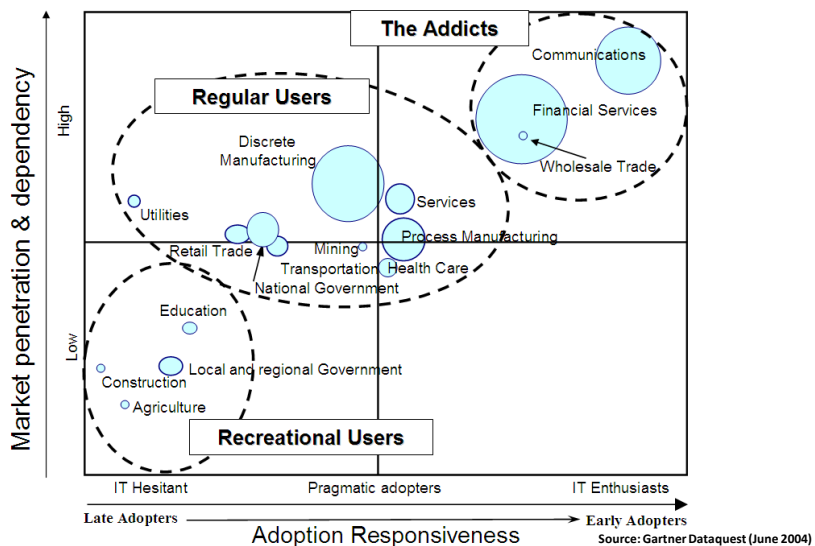 The Addicts
Communications
Financial Services
Wholesale Trade
Regular Users
Discrete
Manufacturing
Utilities
Services
Retail Trade
Process Manufacturing
Mining
Transportation
Health Care
National Government
Education
Local and regional Government
Construction
Agriculture
Recreational Users
Market penetration & dependency
High
Low
IT Hesitant
Pragmatic adopters
IT Enthusiasts
Late Adopters
Early Adopters
Adoption Responsiveness
Source: Gartner Dataquest (June 2004)